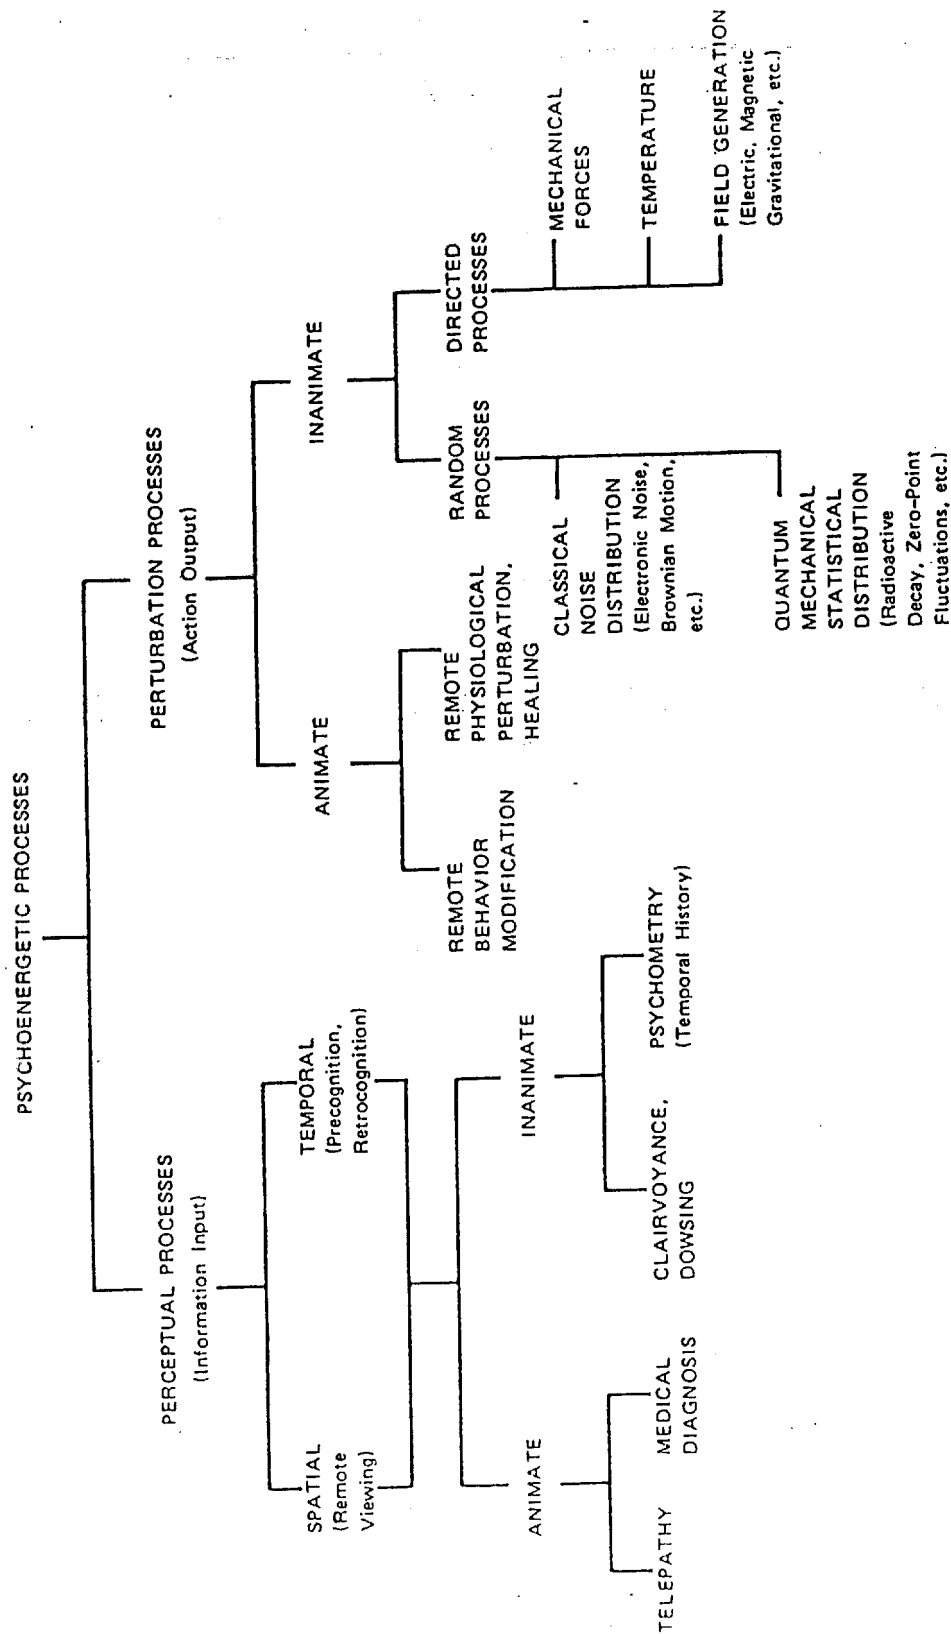 PSYCHOENERGETIC PROCESSES
PERCEPTUAL PROCESSES
(Information Input)
PERTURBATION PROCESSES
(Action Output)
SPATIAL
(Remote
Viewing)
TEMPORAL
(Precognition,
Retrocognition)
ANIMATE
INANIMATE
TELEPATHY
MEDICAL
DIAGNOSIS
CLAIRVOYANCE,
DOWSING
PSYCHOMETRY
(Temporal History)
ANIMATE
INANIMATE
REMOTE
BEHAVIOR
MODIFICATION
REMOTE
PHYSIOLOGICAL
PERTURBATION,
HEALING
RANDOM
PROCESSES
DIRECTED
PROCESSES
CLASSICAL
NOISE
DISTRIBUTION
(Electronic Noise,
Brownian Motion,
etc.)
QUANTUM
MECHANICAL
STATISTICAL
DISTRIBUTION
(Radioactive
Decay, Zero-Point
Fluctuations, etc.)
MECHANICAL
FORCES
TEMPERATURE
FIELD GENERATION
(Electric, Magnetic
Gravitational, etc.)